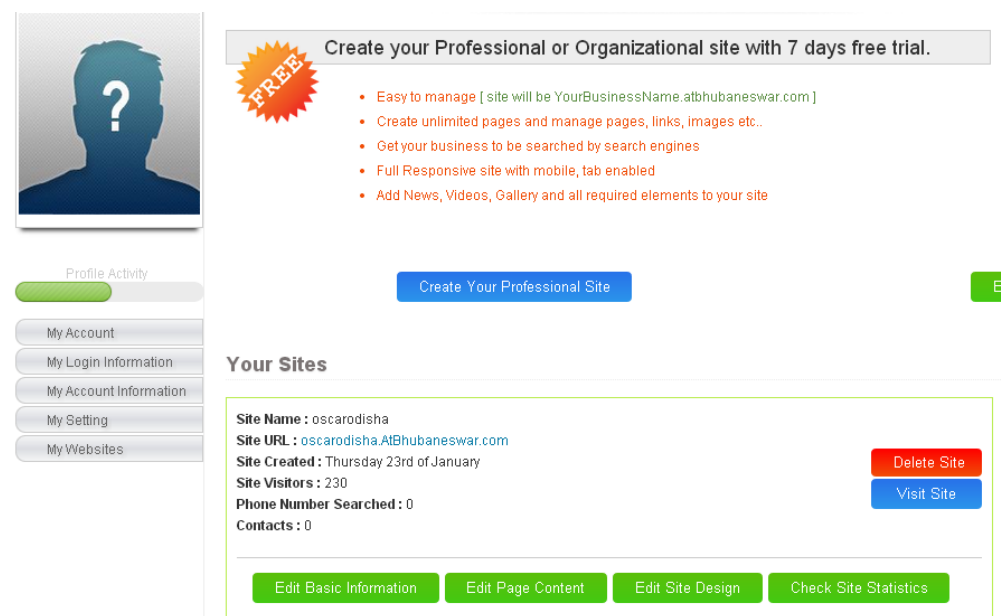 ?
Create your Professional or Organizational site with 7 days free trial.
FREE
Easy to manage [ site will be YourBusinessName.atbhubaneswar.com ]
Create unlimited pages and manage pages, links, images etc..
Get your business to be searched by search engines
Full Responsive site with mobile, tab enabled
Add News, Videos, Gallery and all required elements to your site
Profile Activity
Create Your Professional Site
E
My Account
My Login Information
My Account Information
My Setting
My Websites
Your Sites
Site Name : oscarodisha
Site URL : oscarodisha.AtBhubaneswar.com
Site Created : Thursday 23rd of January
Site Visitors : 230
Phone Number Searched : 0
Contacts : 0
Delete Site
Visit Site
Edit Basic Information
Edit Page Content
Edit Site Design
Check Site Statistics